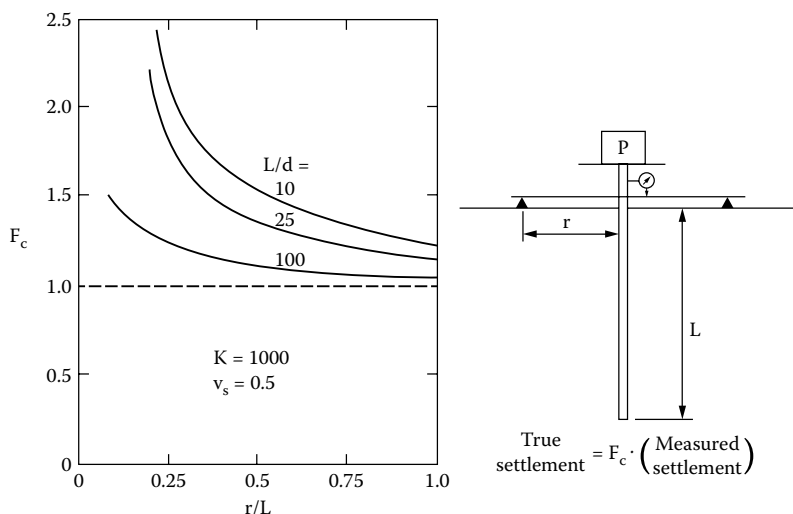 2.5
2.0
1.5
F_c
1.0
0.5
0
L/d =
10
25
100
K = 1000
v_s = 0.5
0
0.25
0.5
0.75
1.0
r/L
P
r
L
True settlement = F_c · (Measured settlement)